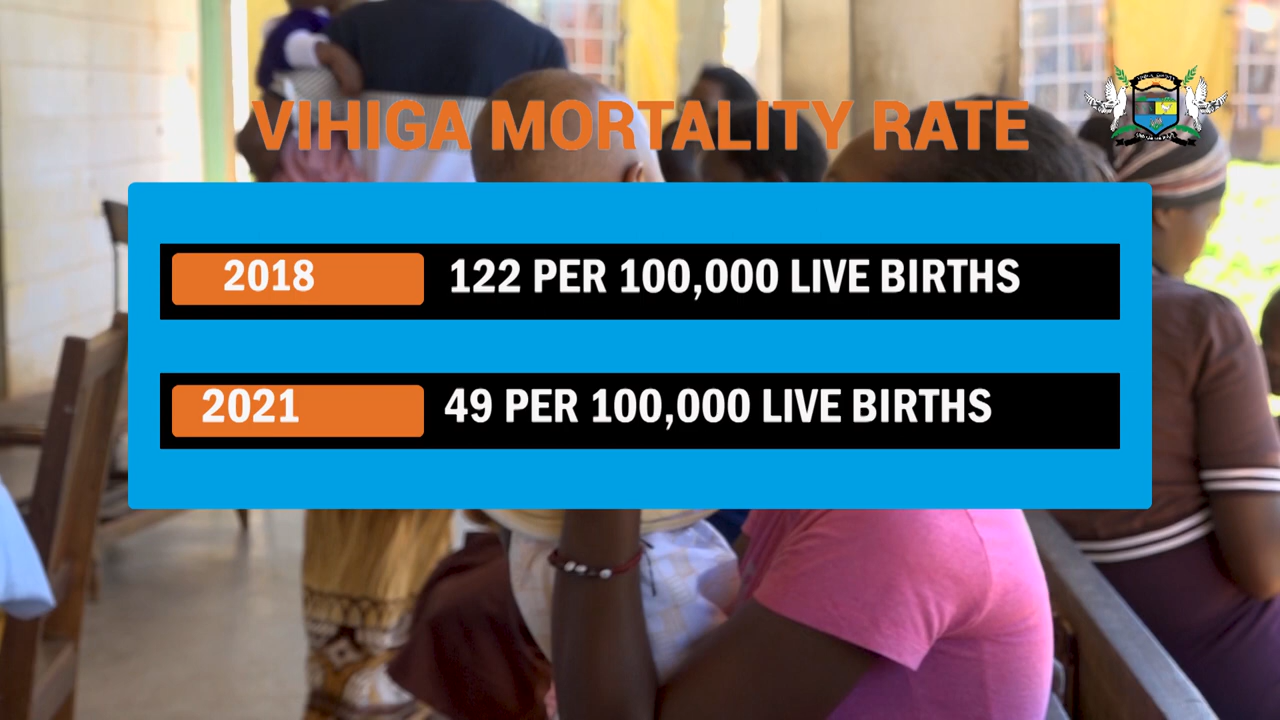 VIHIGA MORTALITY RATE
2018 122 PER 100,000 LIVE BIRTHS
2021 49 PER 100,000 LIVE BIRTHS